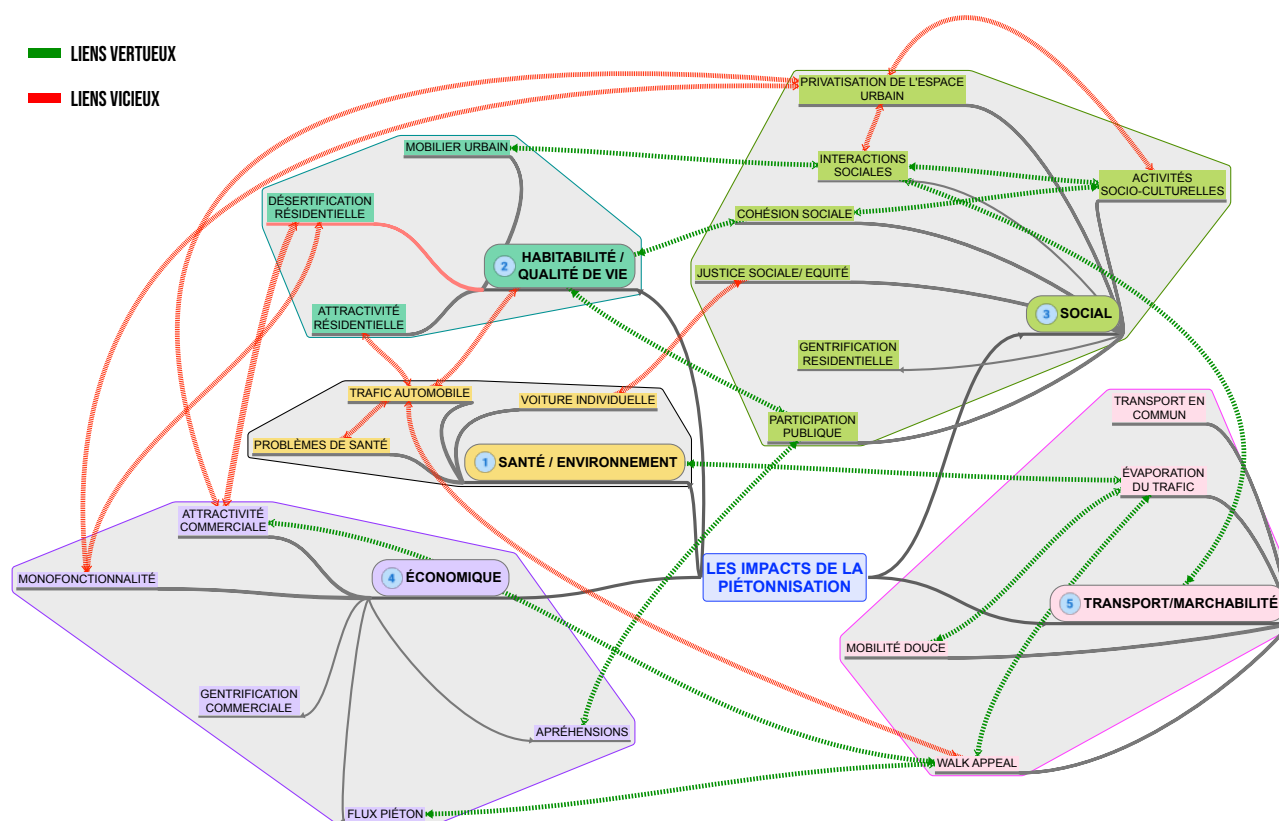 LIENS VERTUEUX
LIENS VICIEUX
PRIVATISATION DE L'ESPACE
URBAIN
MOBILIER URBAIN
INTERACTIONS
SOCIALES
ACTIVITÉS
SOCIO-CULTURELLES
DÉSERTIFICATION
RÉSIDENTIELLE
COHÉSION SOCIALE
2 HABITABILITÉ /
QUALITÉ DE VIE
JUSTICE SOCIALE/ EQUITÉ
ATTRACTIVITÉ
RÉSIDENTIELLE
3 SOCIAL
GENTRIFICATION
RESIDENTIELLE
TRAFIC AUTOMOBILE
VOITURE INDIVIDUELLE
PARTICIPATION
PUBLIQUE
TRANSPORT EN
COMMUN
PROBLÈMES DE SANTÉ
1 SANTÉ / ENVIRONNEMENT
ÉVAPORATION
DU TRAFIC
ATTRACTIVITÉ
COMMERCIALE
MONOFONCTIONNALITÉ
4 ÉCONOMIQUE
LES IMPACTS DE LA
PIÉTONNISATION
5 TRANSPORT/MARCHABILITÉ
MOBILITÉ DOUCE
GENTRIFICATION
COMMERCIALE
APRÉHENSIONS
WALK APPEAL
FLUX PIÉTON